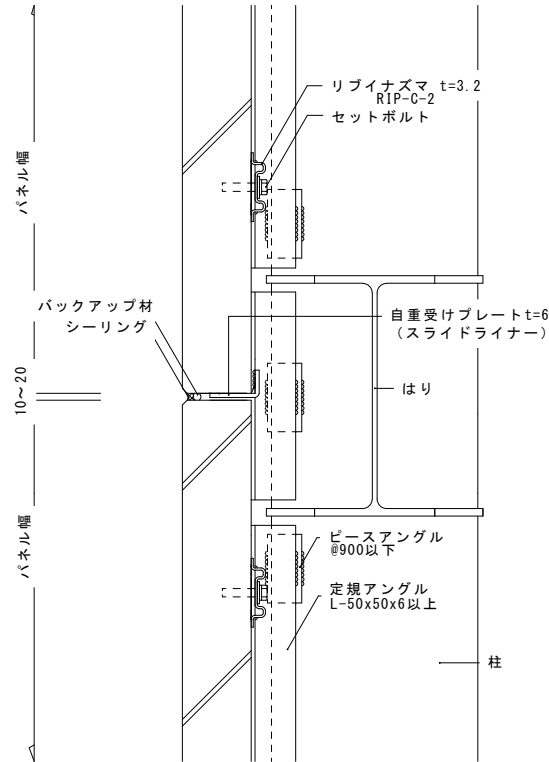 リブイナズマ t=3.2
RIP-C-2
セットボルト
パネル幅
バックアップ材
シーリング
自重受けプレートt=6
（スライドライナー）
10～20
はり
パネル幅
ピースアングル
@900以下
定規アングル
L-50x50x6以上
柱